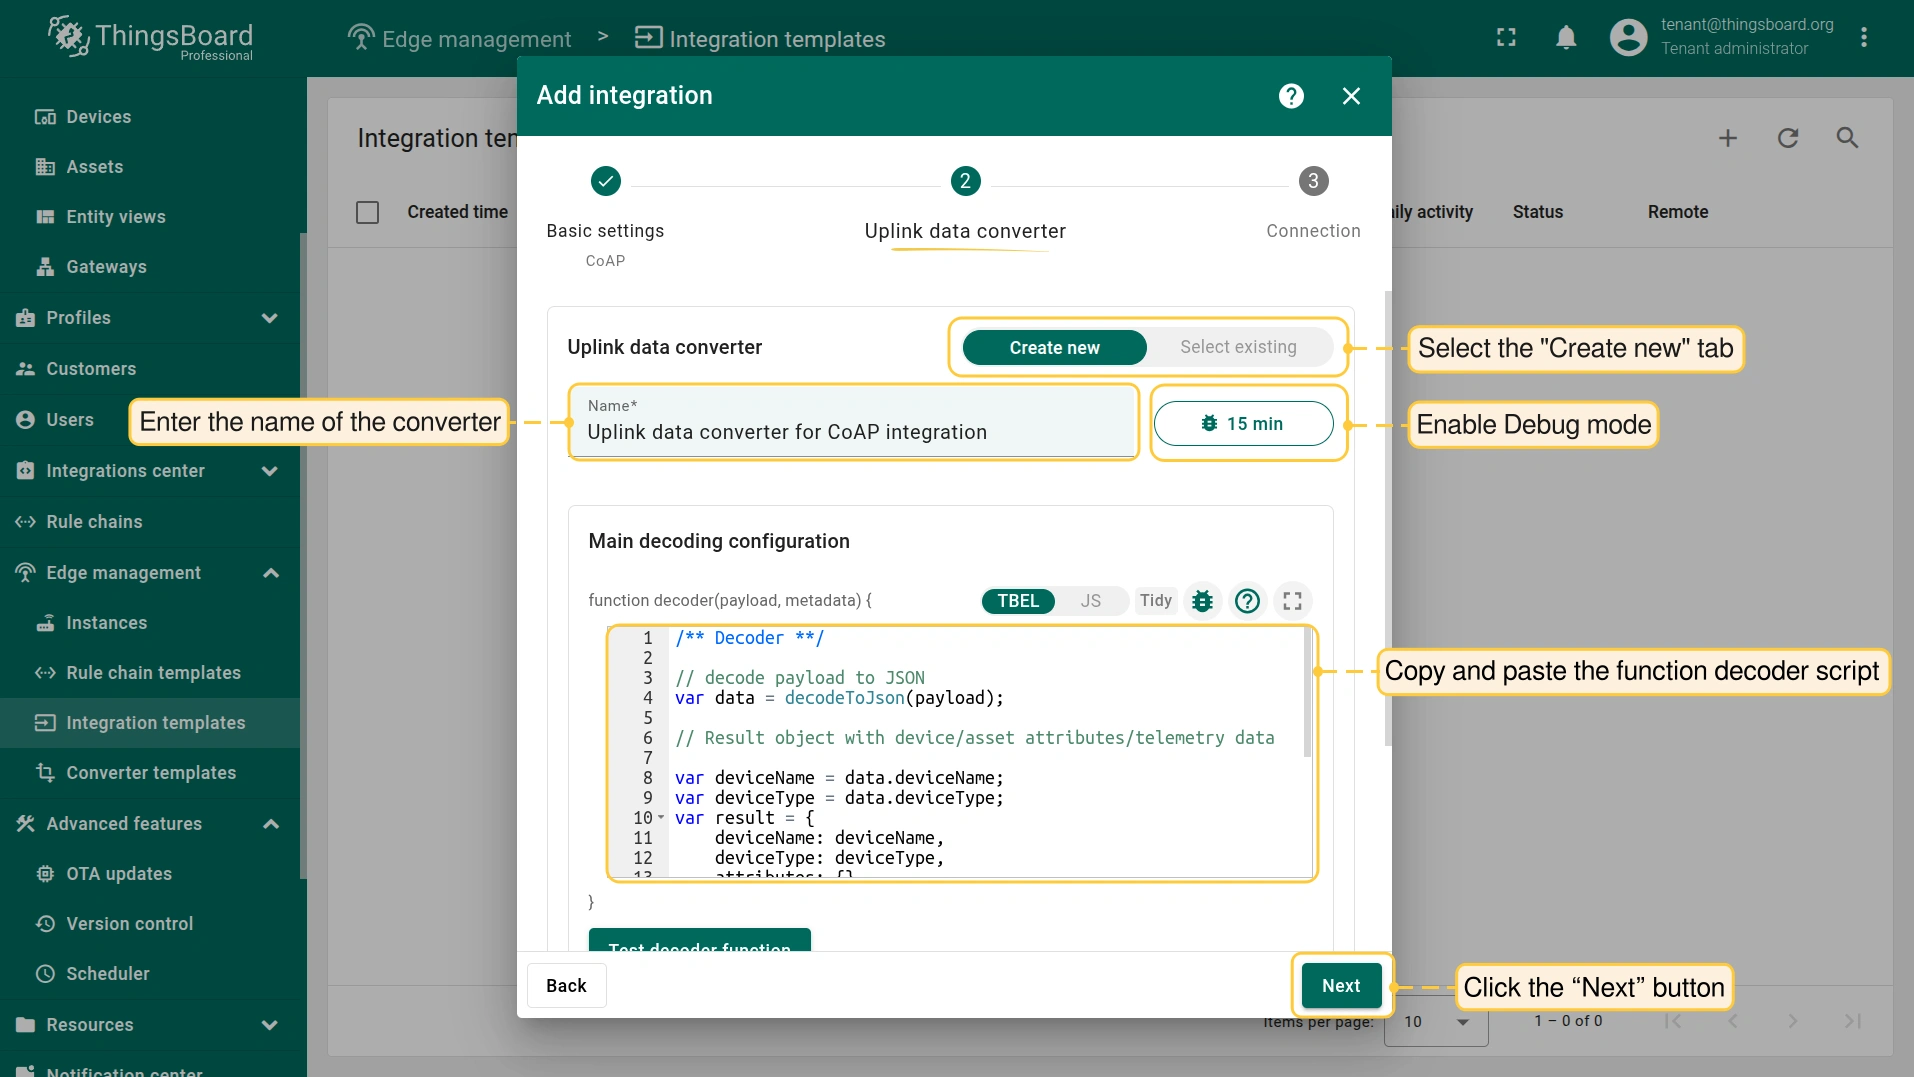 ThingsBoard
Professional
Edge management > Integration templates
tenant@thingsboard.org
Tenant administrator
Devices
Assets
Entity views
Gateways
Profiles
Customers
Users
Integrations center
Rule chains
Edge management
Instances
Rule chain templates
Integration templates
Converter templates
Advanced features
OTA updates
Version control
Scheduler
Resources
Notification center
Integration ten
Created time
ily activity
Status
Remote
Add integration
2
3
Basic settings
CoAP
Uplink data converter
Connection
Uplink data converter
Create new
Select existing
Select the "Create new" tab
Enter the name of the converter
Name*
Uplink data converter for CoAP integration
15 min
Enable Debug mode
Main decoding configuration
function decoder(payload, metadata) {
TBEL
JS
Tidy
1 /** Decoder **/
2
3 // decode payload to JSON
4 var data = decodeToJson(payload);
5
6 // Result object with device/asset attributes/telemetry data
7
8 var deviceName = data.deviceName;
9 var deviceType = data.deviceType;
10 var result = {
11 deviceName: deviceName,
12 deviceType: deviceType,
13 attributes: {}
}
Copy and paste the function decoder script
Test decoder function
Back
Next
Click the “Next” button
Items per page:
10
1 – 0 of 0